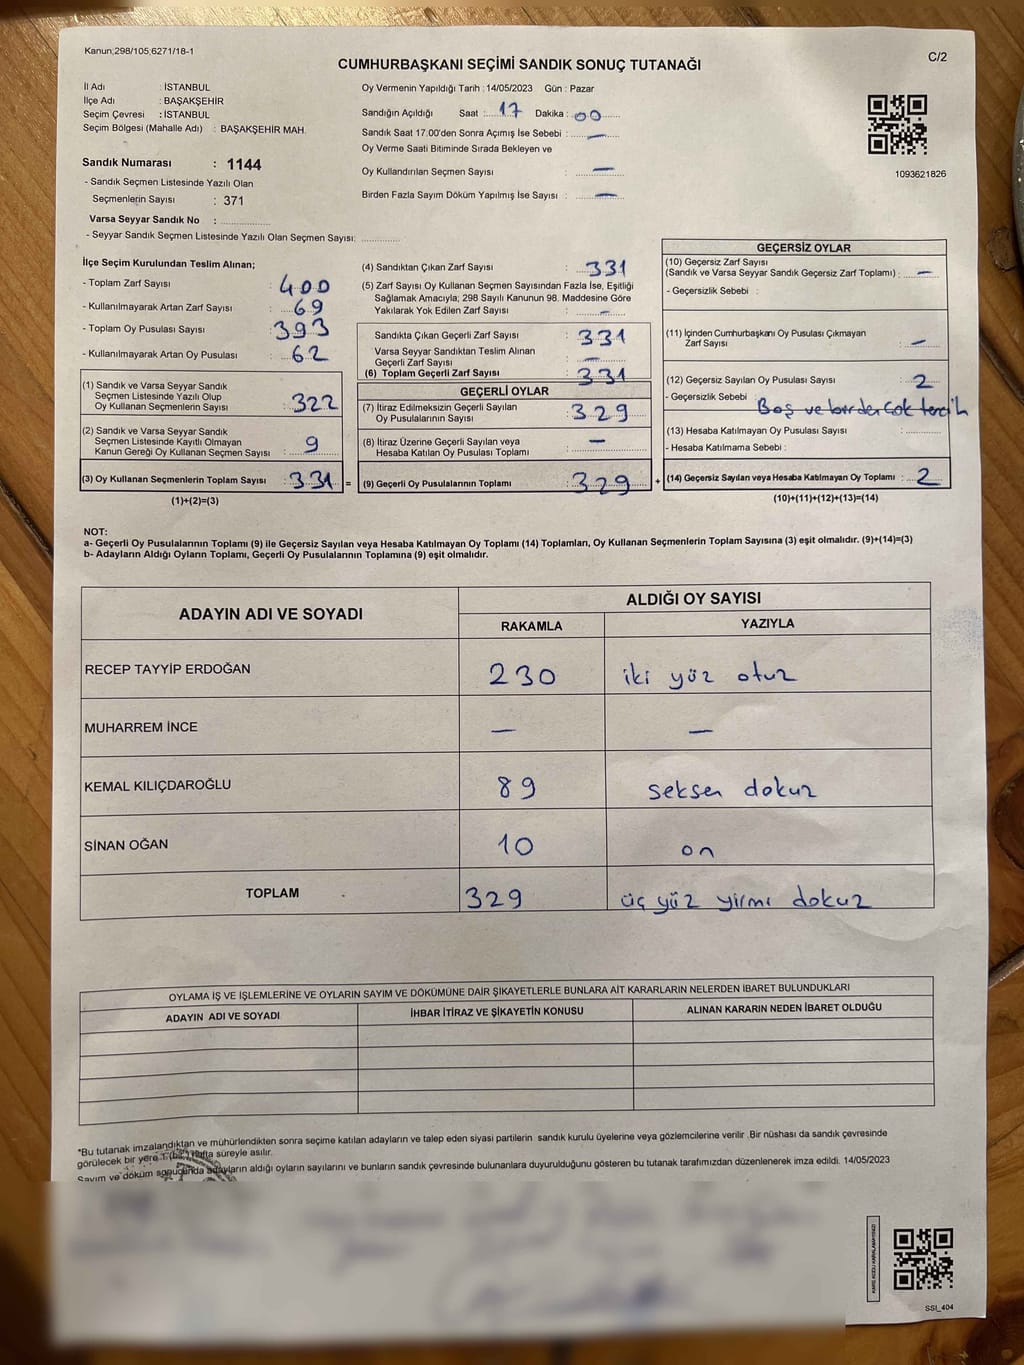 Kanun;298/105;6271/18-1
C/2
CUMHURBAŞKANI SEÇİMİ SANDIK SONUÇ TUTANAĞI
İl Adı : İSTANBUL
İlçe Adı : BAŞAKŞEHİR
Seçim Çevresi : İSTANBUL
Seçim Bölgesi (Mahalle Adı) : BAŞAKŞEHİR MAH.
Sandık Numarası : 1144
- Sandık Seçmen Listesinde Yazılı Olan
Seçmenlerin Sayısı : 371
Varsa Seyyar Sandık No :
- Seyyar Sandık Seçmen Listesinde Yazılı Olan Seçmen Sayısı:
Oy Vermenin Yapıldığı Tarih : 14/05/2023 Gün : Pazar
Sandığın Açıldığı Saat : 17 Dakika : 00
Sandık Saat 17.00'den Sonra Açımış İse Sebebi : —
Oy Verme Saati Bitiminde Sırada Bekleyen ve
Oy Kullandırılan Seçmen Sayısı : —
Birden Fazla Sayım Döküm Yapılmış İse Sayısı : —
1093621826
İlçe Seçim Kurulundan Teslim Alınan;
- Toplam Zarf Sayısı : 400
- Kullanılmayarak Artan Zarf Sayısı : 69
- Toplam Oy Pusulası Sayısı : 393
- Kullanılmayarak Artan Oy Pusulası : 62
(1) Sandık ve Varsa Seyyar Sandık
Seçmen Listesinde Yazılı Olup
Oy Kullanan Seçmenlerin Sayısı : 322
(2) Sandık ve Varsa Seyyar Sandık
Seçmen Listesinde Kayıtlı Olmayan
Kanun Gereği Oy Kullanan Seçmen Sayısı : 9
(3) Oy Kullanan Seçmenlerin Toplam Sayısı : 331 =
(1)+(2)=(3)
(4) Sandıktan Çıkan Zarf Sayısı : 331
(5) Zarf Sayısı Oy Kullanan Seçmen Sayısından Fazla İse, Eşitliği
Sağlamak Amacıyla; 298 Sayılı Kanunun 98. Maddesine Göre
Yakılarak Yok Edilen Zarf Sayısı : —
Sandıkta Çıkan Geçerli Zarf Sayısı : 331
Varsa Seyyar Sandıktan Teslim Alınan
Geçerli Zarf Sayısı : —
(6) Toplam Geçerli Zarf Sayısı : 331
GEÇERLİ OYLAR
(7) İtiraz Edilmeksizin Geçerli Sayılan
Oy Pusulalarının Sayısı : 329
(8) İtiraz Üzerine Geçerli Sayılan veya
Hesaba Katılan Oy Pusulası Toplamı : —
(9) Geçerli Oy Pusulalarının Toplamı : 329 +
GEÇERSİZ OYLAR
(10) Geçersiz Zarf Sayısı
(Sandık ve Varsa Seyyar Sandık Geçersiz Zarf Toplamı) : —
- Geçersizlik Sebebi :
(11) İçinden Cumhurbaşkanı Oy Pusulası Çıkmayan
Zarf Sayısı : —
(12) Geçersiz Sayılan Oy Pusulası Sayısı : 2
- Geçersizlik Sebebi : Boş ve birden çok tercih
(13) Hesaba Katılmayan Oy Pusulası Sayısı :
- Hesaba Katılmama Sebebi :
(14) Geçersiz Sayılan veya Hesaba Katılmayan Oy Toplamı : 2
(10)+(11)+(12)+(13)=(14)
NOT:
a- Geçerli Oy Pusulalarının Toplamı (9) ile Geçersiz Sayılan veya Hesaba Katılmayan Oy Toplamı (14) Toplamları, Oy Kullanan Seçmenlerin Toplam Sayısına (3) eşit olmalıdır. (9)+(14)=(3)
b- Adayların Aldığı Oyların Toplamı, Geçerli Oy Pusulalarının Toplamına (9) eşit olmalıdır.
ADAYIN ADI VE SOYADI
ALDIĞI OY SAYISI
RAKAMLA YAZIYLA
RECEP TAYYİP ERDOĞAN 230 iki yüz otuz
MUHARREM İNCE — —
KEMAL KILIÇDAROĞLU 89 seksen dokuz
SİNAN OĞAN 10 on
TOPLAM 329 üç yüz yirmi dokuz
OYLAMA İŞ VE İŞLEMLERİNE VE OYLARIN SAYIM VE DÖKÜMÜNE DAİR ŞİKAYETLERLE BUNLARA AİT KARARLARIN NELERDEN İBARET BULUNDUKLARI
ADAYIN ADI VE SOYADI İHBAR İTİRAZ VE ŞİKAYETİN KONUSU ALINAN KARARIN NEDEN İBARET OLDUĞU
*Bu tutanak imzalandıktan ve mühürlendikten sonra seçime katılan adayların ve talep eden siyasi partilerin sandık kurulu üyelerine veya gözlemcilerine verilir .Bir nüshası da sandık çevresinde
görülecek bir yere 1 (bir) hafta süreyle asılır.
Sayım ve döküm sonucunda adayların aldığı oyların sayılarını ve bunların sandık çevresinde bulunanlara duyurulduğunu gösteren bu tutanak tarafımızdan düzenlenerek imza edildi. 14/05/2023
SSİ_404